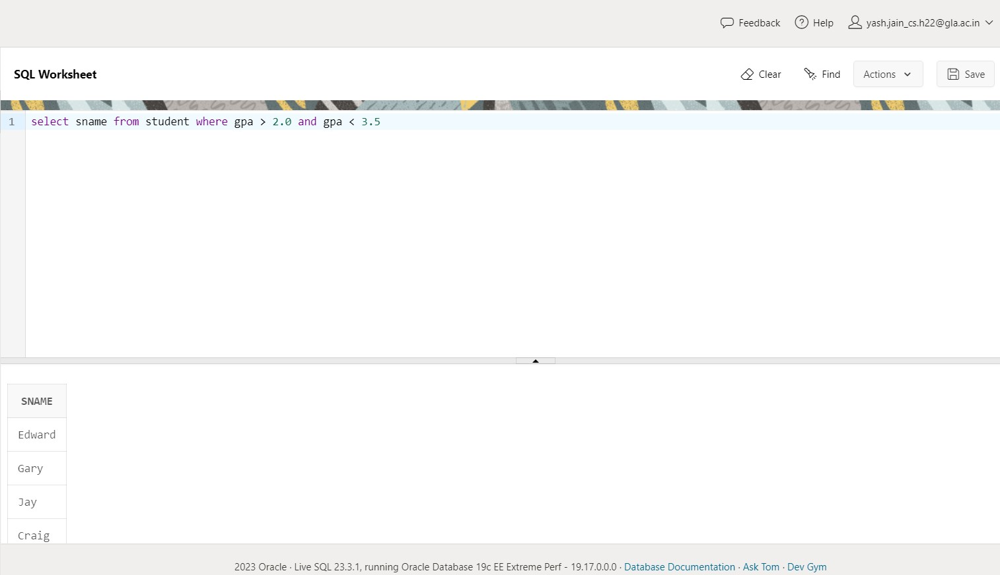 Feedback Help yash.jain_cs.h22@gla.ac.in
SQL Worksheet Clear Find Actions Save
1 select sname from student where gpa > 2.0 and gpa < 3.5
SNAME
Edward
Gary
Jay
Craig
2023 Oracle · Live SQL 23.3.1, running Oracle Database 19c EE Extreme Perf - 19.17.0.0.0 · Database Documentation · Ask Tom · Dev Gym